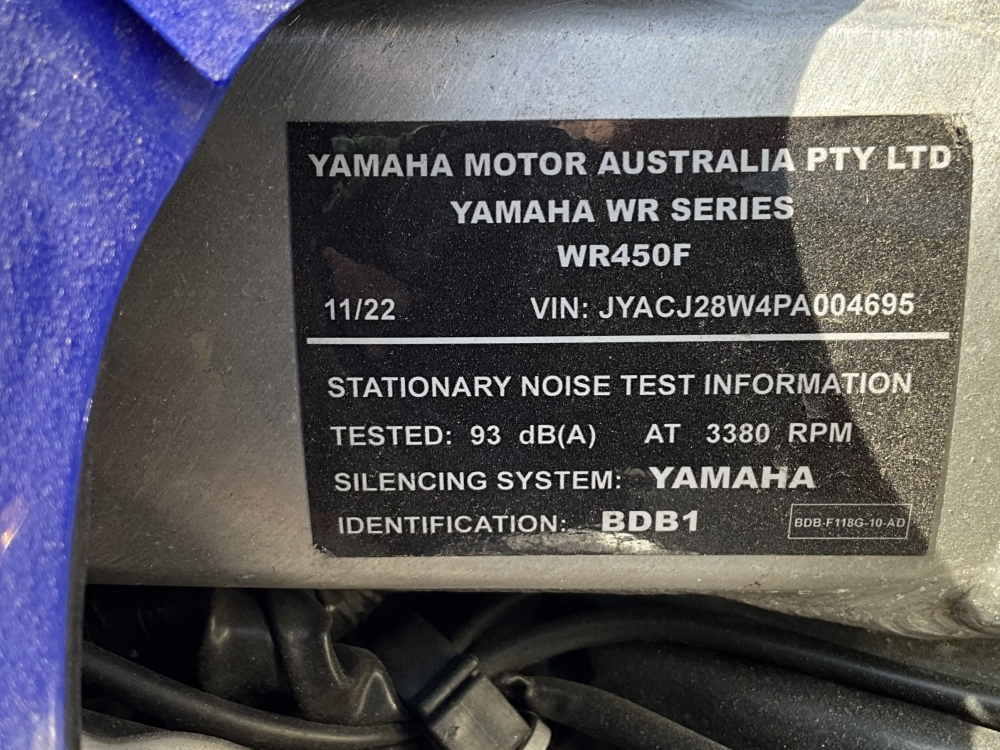 YAMAHA MOTOR AUSTRALIA PTY LTD
YAMAHA WR SERIES
WR450F
11/22 VIN: JYACJ28W4PA004695
STATIONARY NOISE TEST INFORMATION
TESTED: 93 dB(A) AT 3380 RPM
SILENCING SYSTEM: YAMAHA
IDENTIFICATION: BDB1 BDB-F118G-10-AD